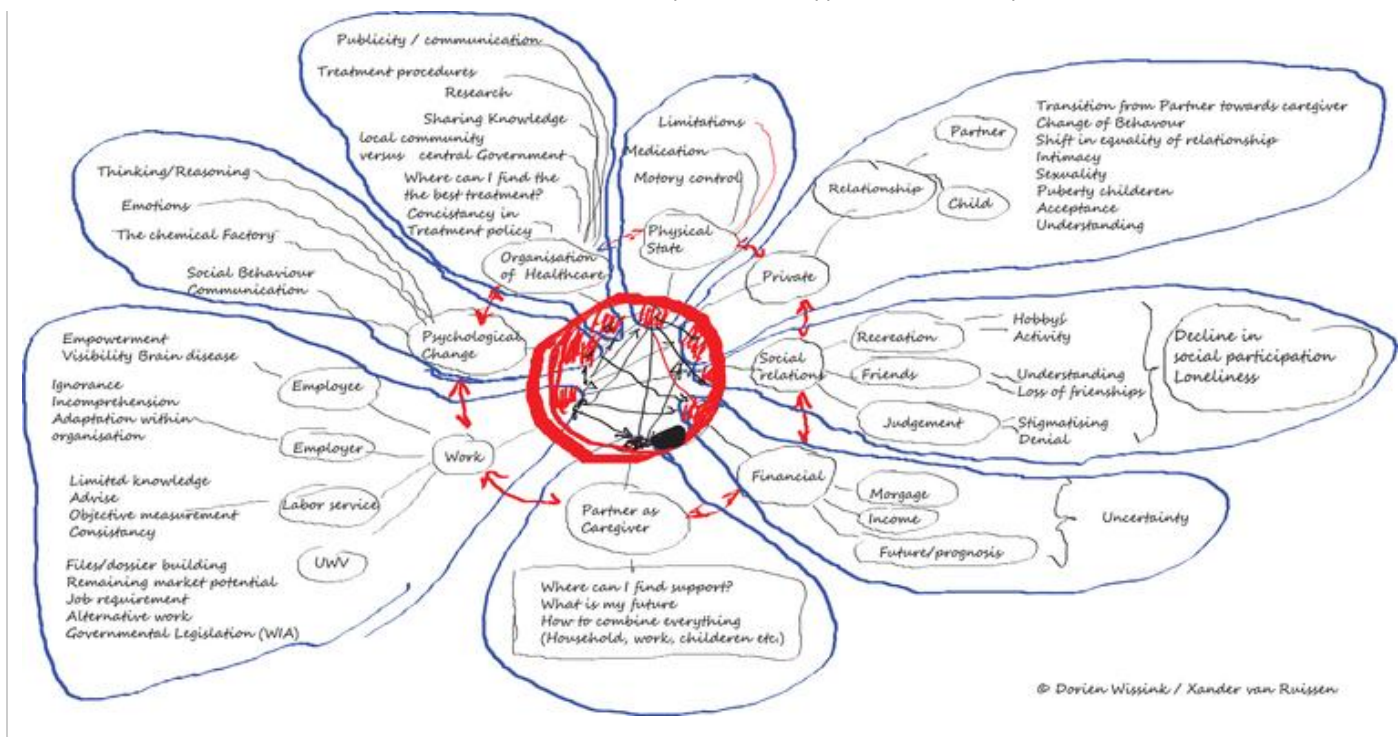 Publicity / communication
Treatment procedures
Research
Sharing Knowledge
local community
versus central Government
Where can I find the
the best treatment?
Concistancy in
Treatment policy
Organisation
of Healthcare
Limitations
Medication
Motory control
Physical
State
Partner
Child
Relationship
Private
Transition from Partner towards caregiver
Change of Behavour
Shift in equality of relationship
Intimacy
Sexuality
Puberty childeren
Acceptance
Understanding
Thinking/Reasoning
Emotions
The chemical Factory
Social Behaviour
Communication
Psychological
Change
Social
relations
Recreation
Hobby's
Activity
Friends
Understanding
Loss of frienships
Judgement
Stigmatising
Denial
Decline in
social participation
Loneliness
Empowerment
Visibility Brain disease
Employee
Ignorance
Incomprehension
Adaptation within
organisation
Employer
Work
Limited knowledge
Advise
Objective measurement
Consistancy
Labor service
Files/dossier building
Remaining market potential
Job requirement
Alternative work
Governmental Legislation (WIA)
UWV
Partner as
Caregiver
Where can I find support?
What is my future
How to combine everything
(Household, work, childeren etc.)
Financial
Morgage
Income
Future/prognosis
Uncertainty
© Dorien Wissink / Xander van Ruissen